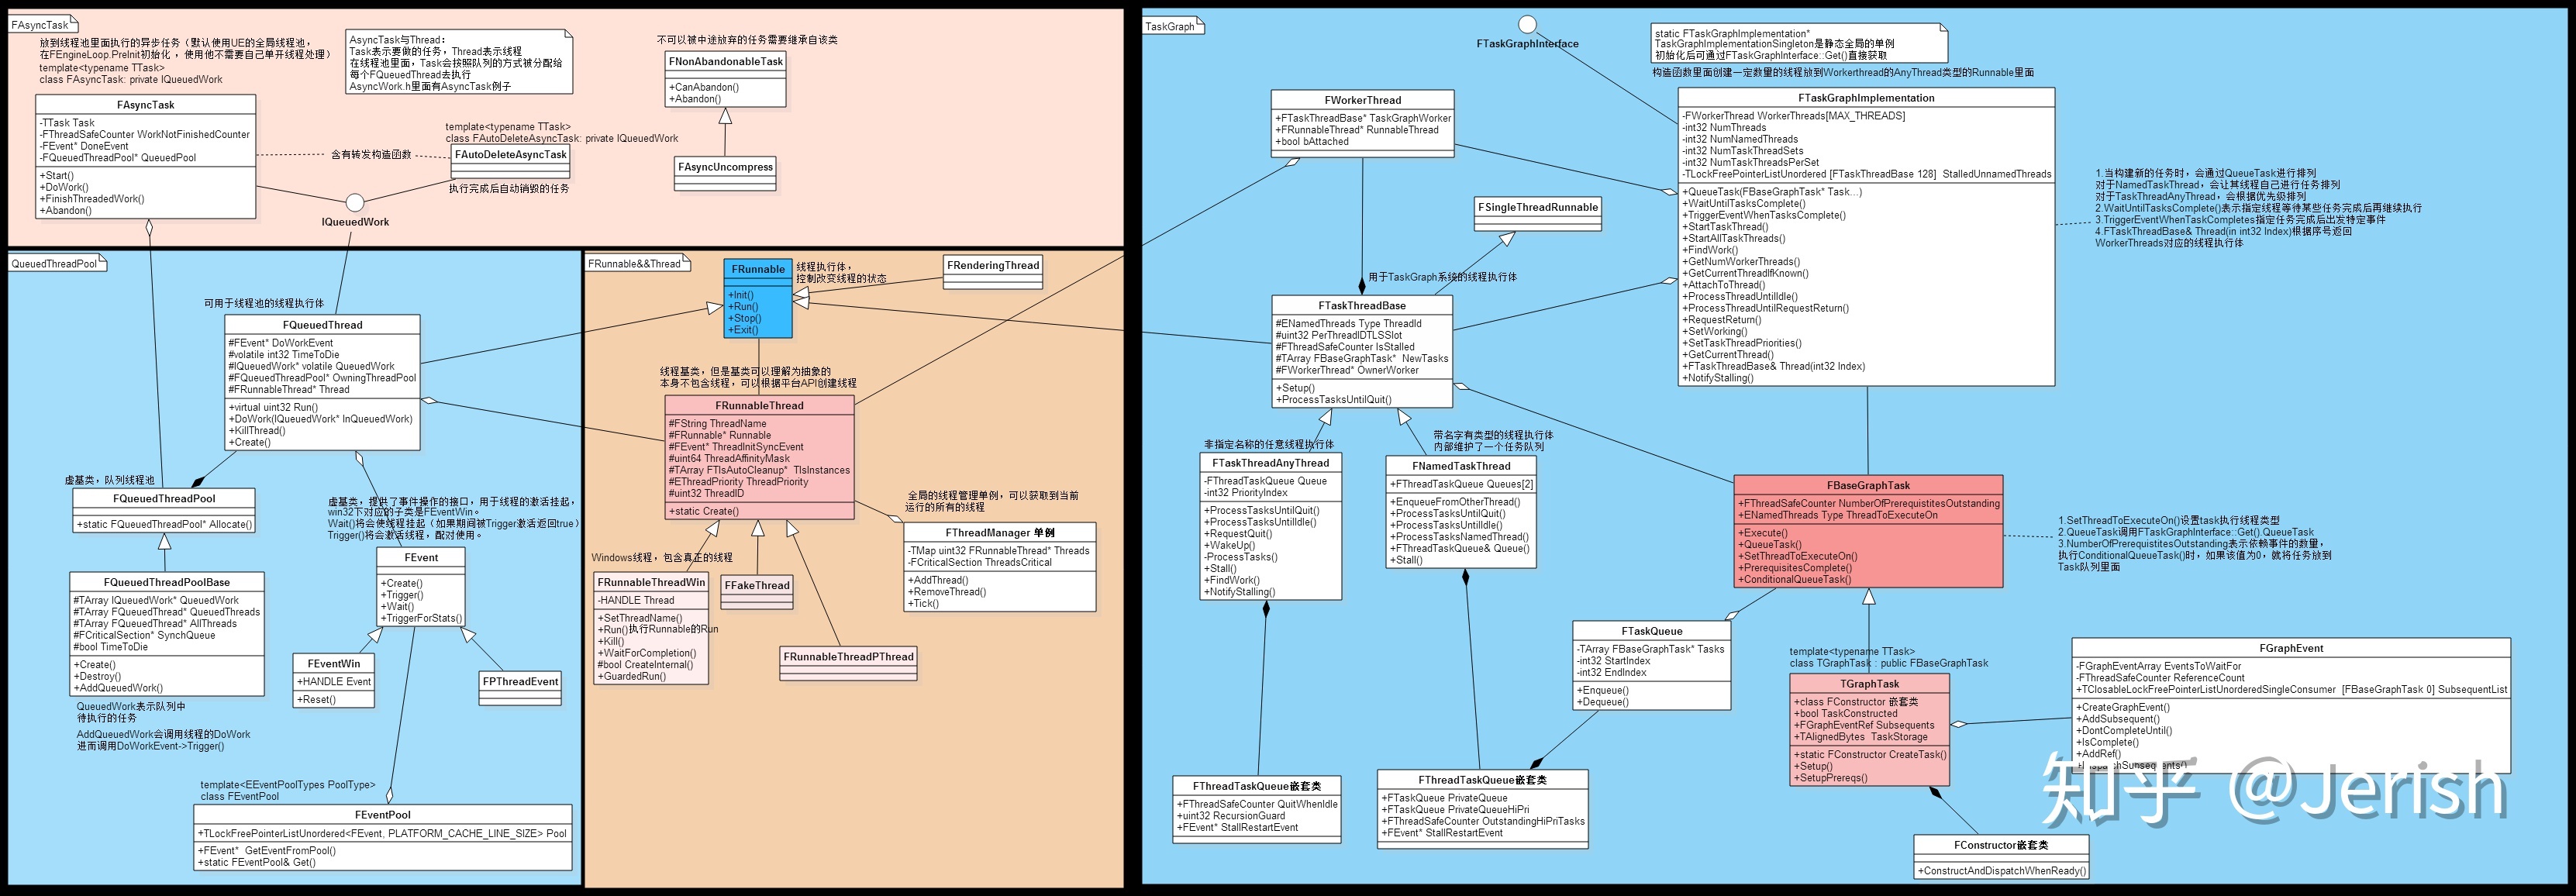 FAsyncTask
放到线程池里面执行的异步任务（默认使用UE的全局线程池，
在FEngineLoop.PreInit初始化 ，使用他不需要自己单开线程处理）
template<typename TTask>
class FAsyncTask: private IQueuedWork
FAsyncTask
-TTask Task
-FThreadSafeCounter WorkNotFinishedCounter
-FEvent* DoneEvent
-FQueuedThreadPool* QueuedPool
+Start()
+DoWork()
+FinishThreadedWork()
+Abandon()
AsyncTask与Thread：
Task表示要做的任务，Thread表示线程
在线程池里面，Task会按照队列的方式被分配给
每个FQueuedThread去执行
AsyncWork.h里面有AsyncTask例子
含有转发构造函数
template<typename TTask>
class FAutoDeleteAsyncTask: private IQueuedWork
FAutoDeleteAsyncTask
执行完成后自动销毁的任务
IQueuedWork
不可以被中途放弃的任务需要继承自该类
FNonAbandonableTask
+CanAbandon()
+Abandon()
FAsyncUncompress
QueuedThreadPool
可用于线程池的线程执行体
FQueuedThread
#FEvent* DoWorkEvent
#volatile int32 TimeToDie
#IQueuedWork* volatile QueuedWork
#FQueuedThreadPool* OwningThreadPool
#FRunnableThread* Thread
+virtual uint32 Run()
+DoWork(IQueuedWork* InQueuedWork)
+KillThread()
+Create()
虚基类，队列线程池
FQueuedThreadPool
+static FQueuedThreadPool* Allocate()
FQueuedThreadPoolBase
#TArray IQueuedWork* QueuedWork
#TArray FQueuedThread* QueuedThreads
#TArray FQueuedThread* AllThreads
#FCriticalSection* SynchQueue
#bool TimeToDie
+Create()
+Destroy()
+AddQueuedWork()
QueuedWork表示队列中
待执行的任务
AddQueuedWork会调用线程的DoWork
进而调用DoWorkEvent->Trigger()
虚基类，提供了事件操作的接口，用于线程的激活挂起，
win32下对应的子类是FEventWin。
Wait()将会使线程挂起（如果期间被Trigger激活返回true）
Trigger()将会激活线程，配对使用。
FEvent
+Create()
+Trigger()
+Wait()
+TriggerForStats()
FEventWin
+HANDLE Event
+Reset()
FPThreadEvent
template<EEventPoolTypes PoolType>
class FEventPool
FEventPool
+TLockFreePointerListUnordered<FEvent, PLATFORM_CACHE_LINE_SIZE> Pool
+FEvent* GetEventFromPool()
+static FEventPool& Get()
FRunnable&&Thread
FRunnable
+Init()
+Run()
+Stop()
+Exit()
线程执行体，
控制改变线程的状态
FRenderingThread
线程基类，但是基类可以理解为抽象的
本身不包含线程，可以根据平台API创建线程
FRunnableThread
#FString ThreadName
#FRunnable* Runnable
#FEvent* ThreadInitSyncEvent
#uint64 ThreadAffinityMask
#TArray FTlsAutoCleanup* TlsInstances
#EThreadPriority ThreadPriority
#uint32 ThreadID
+static Create()
全局的线程管理单例，可以获取到当前
运行的所有的线程
FThreadManager 单例
-TMap uint32 FRunnableThread* Threads
-FCriticalSection ThreadsCritical
+AddThread()
+RemoveThread()
+Tick()
Windows线程，包含真正的线程
FRunnableThreadWin
-HANDLE Thread
+SetThreadName()
+Run()执行Runnable的Run
+Kill()
+WaitForCompletion()
#bool CreateInternal()
+GuardedRun()
FFakeThread
FRunnableThreadPThread
TaskGraph
FTaskGraphInterface
static FTaskGraphImplementation*
TaskGraphImplementationSingleton是静态全局的单例
初始化后可通过FTaskGraphInterface::Get()直接获取
构造函数里面创建一定数量的线程放到Workerthread的AnyThread类型的Runnable里面
FWorkerThread
+FTaskThreadBase* TaskGraphWorker
+FRunnableThread* RunnableThread
+bool bAttached
FTaskGraphImplementation
-FWorkerThread WorkerThreads[MAX_THREADS]
-int32 NumThreads
-int32 NumNamedThreads
-int32 NumTaskThreadSets
-int32 NumTaskThreadsPerSet
-TLockFreePointerListUnordered [FTaskThreadBase 128] StalledUnnamedThreads
+QueueTask(FBaseGraphTask* Task...)
+WaitUntilTasksComplete()
+TriggerEventWhenTasksComplete()
+StartTaskThread()
+StartAllTaskThreads()
+FindWork()
+GetNumWorkerThreads()
+GetCurrentThreadIfKnown()
+AttachToThread()
+ProcessThreadUntilIdle()
+ProcessThreadUntilRequestReturn()
+RequestReturn()
+SetWorking()
+SetTaskThreadPriorities()
+GetCurrentThread()
+FTaskThreadBase& Thread(int32 Index)
+NotifyStalling()
1.当构建新的任务时，会通过QueueTask进行排列
对于NamedTaskThread，会让其线程自己进行任务排列
对于TaskThreadAnyThread，会根据优先级排列
2.WaitUntilTasksComplete()表示指定线程等待某些任务完成后再继续执行
3.TriggerEventWhenTaskCompletes指定任务完成后出发特定事件
4.FTaskThreadBase& Thread(in int32 Index)根据序号返回
WorkerThreads对应的线程执行体
FSingleThreadRunnable
用于TaskGraph系统的线程执行体
FTaskThreadBase
#ENamedThreads Type ThreadId
#uint32 PerThreadIDTLSSlot
#FThreadSafeCounter IsStalled
#TArray FBaseGraphTask* NewTasks
#FWorkerThread* OwnerWorker
+Setup()
+ProcessTasksUntilQuit()
非指定名称的任意线程执行体
FTaskThreadAnyThread
-FThreadTaskQueue Queue
-int32 PriorityIndex
+ProcessTasksUntilQuit()
+ProcessTasksUntilIdle()
+RequestQuit()
+WakeUp()
-ProcessTasks()
+Stall()
+FindWork()
+NotifyStalling()
带名字有类型的线程执行体
内部维护了一个任务队列
FNamedTaskThread
+FThreadTaskQueue Queues[2]
+EnqueueFromOtherThread()
+ProcessTasksUntilQuit()
+ProcessTasksUntilIdle()
+ProcessTasksNamedThread()
+FThreadTaskQueue& Queue()
+Stall()
FBaseGraphTask
+FThreadSafeCounter NumberOfPrerequistitesOutstanding
+ENamedThreads Type ThreadToExecuteOn
+Execute()
+QueueTask()
+SetThreadToExecuteOn()
+PrerequisitesComplete()
+ConditionalQueueTask()
1.SetThreadToExecuteOn()设置task执行线程类型
2.QueueTask调用FTaskGraphInterface::Get().QueueTask
3.NumberOfPrerequistitesOutstanding表示依赖事件的数量，
执行ConditionalQueueTask()时，如果该值为0，就将任务放到
Task队列里面
FTaskQueue
-TArray FBaseGraphTask* Tasks
-int32 StartIndex
-int32 EndIndex
+Enqueue()
+Dequeue()
template<typename TTask>
class TGraphTask : public FBaseGraphTask
TGraphTask
+class FConstructor 嵌套类
+bool TaskConstructed
+FGraphEventRef Subsequents
+TAlignedBytes TaskStorage
+static FConstructor CreateTask()
+Setup()
+SetupPrereqs()
FGraphEvent
-FGraphEventArray EventsToWaitFor
-FThreadSafeCounter ReferenceCount
+TClosableLockFreePointerListUnorderedSingleConsumer [FBaseGraphTask 0] SubsequentList
+CreateGraphEvent()
+AddSubsequent()
+DontCompleteUntil()
+IsComplete()
+AddRef()
+DispatchSubsequents()
FThreadTaskQueue嵌套类
+FThreadSafeCounter QuitWhenIdle
+uint32 RecursionGuard
+FEvent* StallRestartEvent
FThreadTaskQueue嵌套类
+FTaskQueue PrivateQueue
+FTaskQueue PrivateQueueHiPri
+FThreadSafeCounter OutstandingHiPriTasks
+FEvent* StallRestartEvent
FConstructor嵌套类
+ConstructAndDispatchWhenReady()
知乎 @Jerish